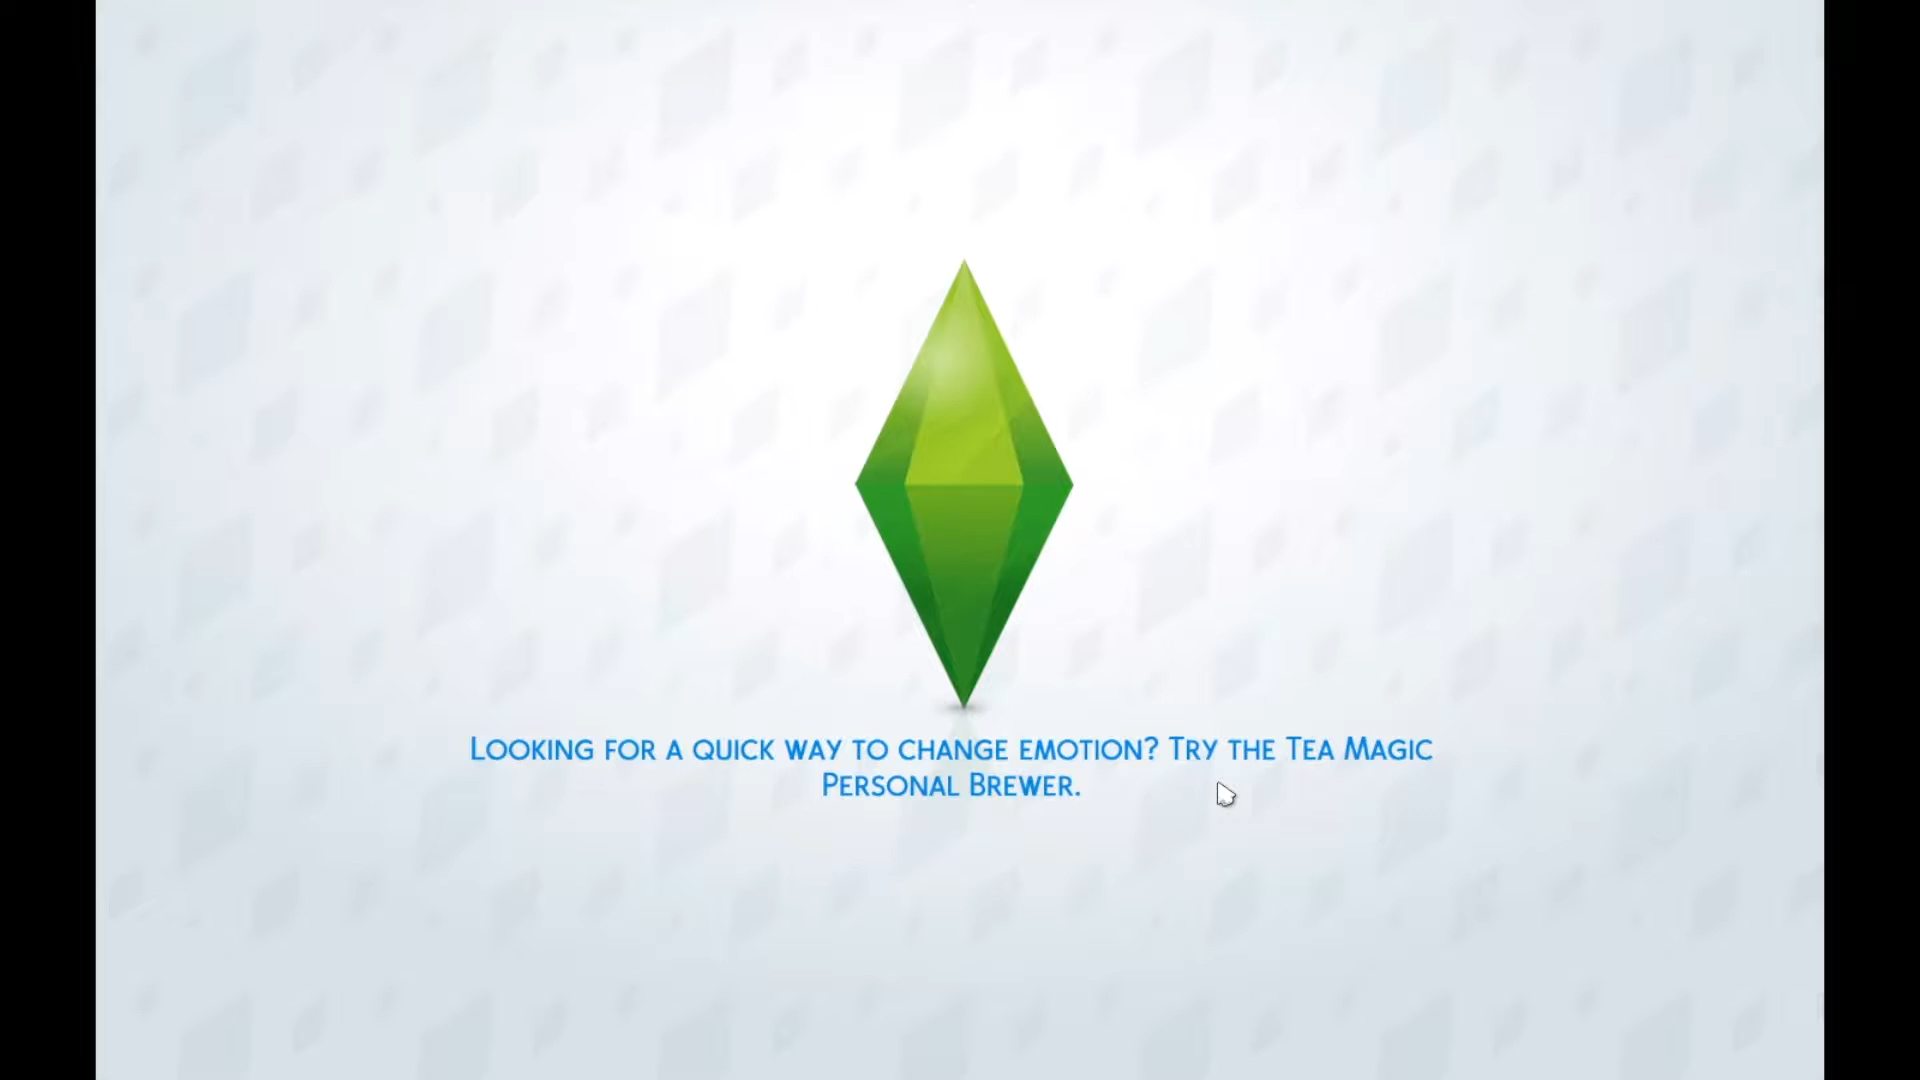 Looking for a quick way to change emotion? Try the Tea Magic
Personal Brewer.